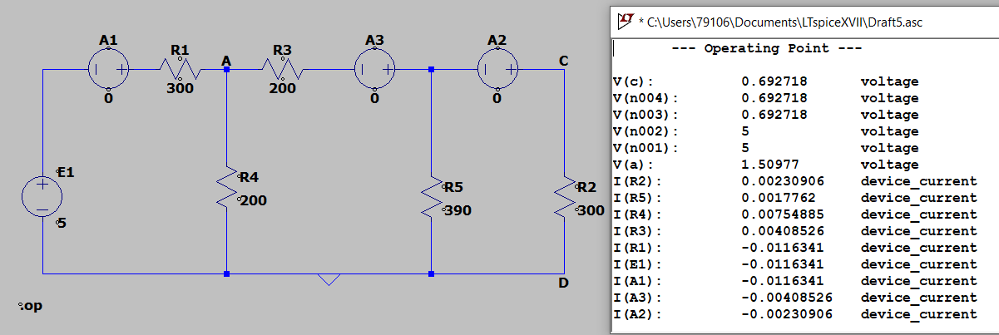 A1
R1
A
R3
A3
A2
C
300
200
0
0
0
E1
5
R4
200
R5
390
R2
300
D
.op
* C:\Users\79106\Documents\LTspiceXVII\Draft5.asc
--- Operating Point ---
V(c): 0.692718 voltage
V(n004): 0.692718 voltage
V(n003): 0.692718 voltage
V(n002): 5 voltage
V(n001): 5 voltage
V(a): 1.50977 voltage
I(R2): 0.00230906 device_current
I(R5): 0.0017762 device_current
I(R4): 0.00754885 device_current
I(R3): 0.00408526 device_current
I(R1): -0.0116341 device_current
I(E1): -0.0116341 device_current
I(A1): -0.0116341 device_current
I(A3): -0.00408526 device_current
I(A2): -0.00230906 device_current